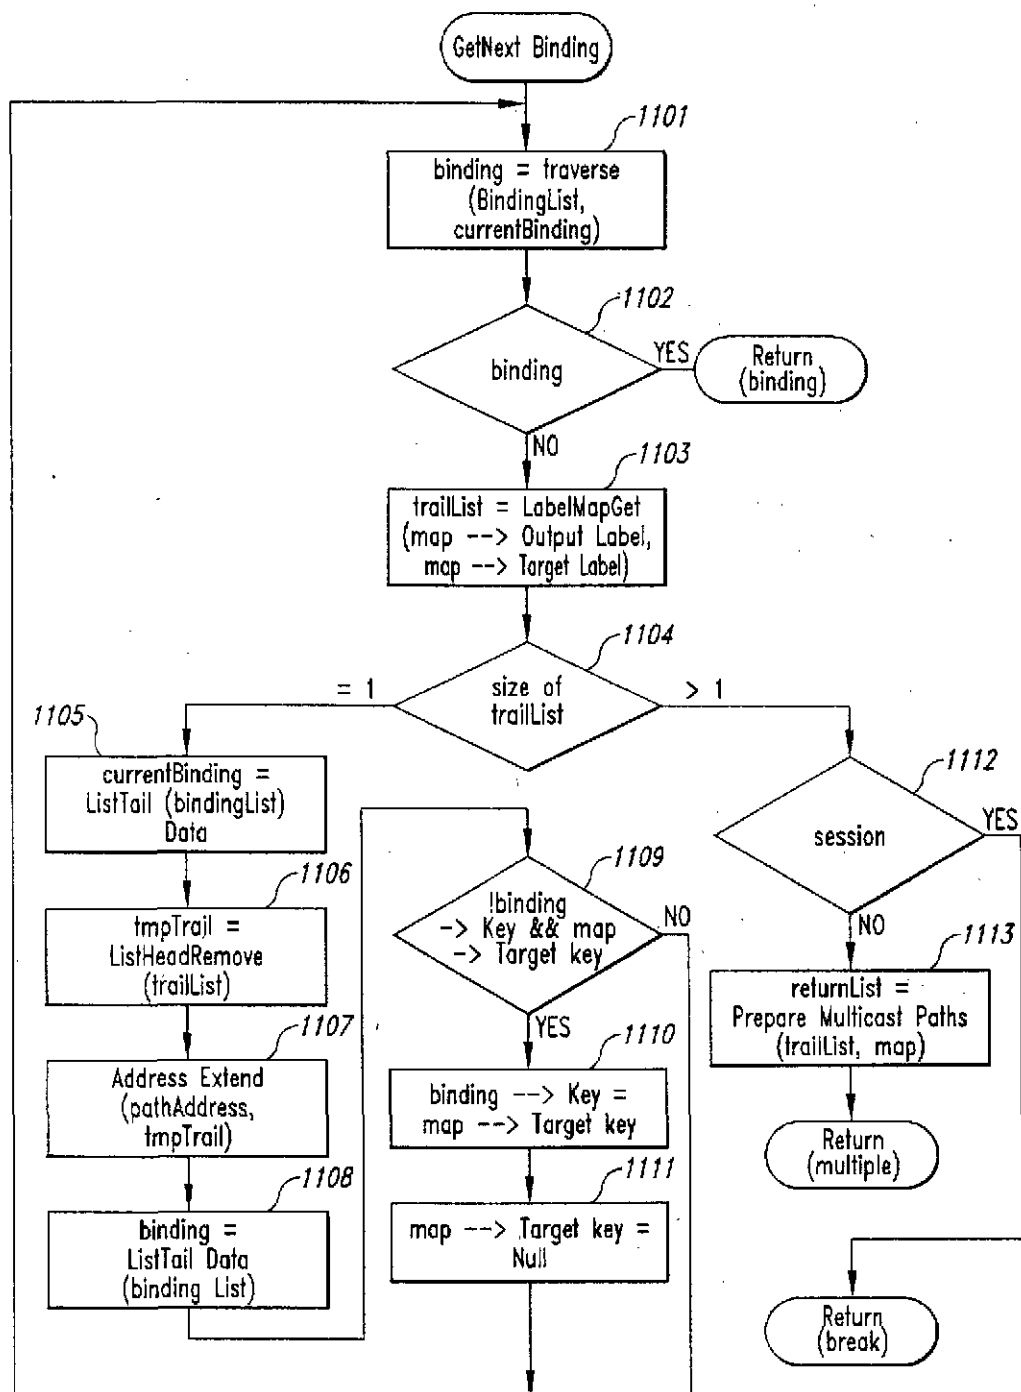 GetNext Binding
1101
binding = traverse
(BindingList,
currentBinding)
1102
binding
YES
Return
(binding)
NO
1103
trailList = LabelMapGet
(map --> Output Label,
map --> Target Label)
1104
size of
trailList
= 1
> 1
1105
currentBinding =
ListTail (bindingList)
Data
1106
tmpTrail =
ListHeadRemove
(trailList)
1107
Address Extend
(pathAddress,
tmpTrail)
1108
binding =
ListTail Data
(binding List)
1109
!binding
-> Key && map
-> Target key
NO
YES
1110
binding --> Key =
map --> Target key
1111
map --> Target key =
Null
1112
session
YES
NO
1113
returnList =
Prepare Multicast Paths
(trailList, map)
Return
(multiple)
Return
(break)